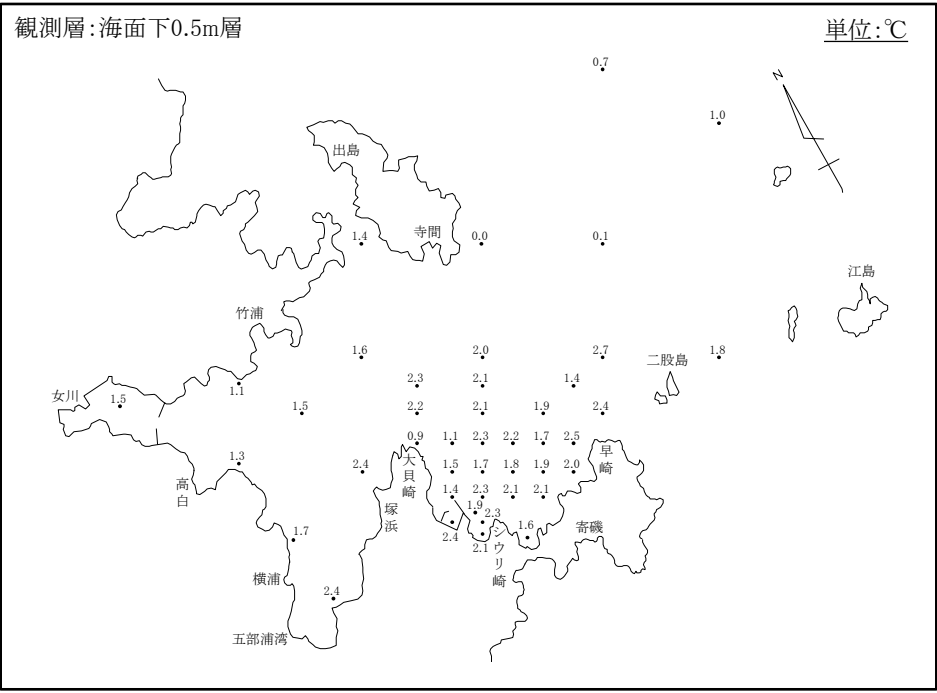 観測層:海面下0.5m層
単位:℃
0.7
N
1.0
出島
寺間
1.4
0.0
0.1
江島
竹浦
1.6
2.0
2.7
1.8
二股島
2.3
2.1
1.4
1.1
女川
1.5
1.5
2.2
2.1
1.9
2.4
0.9
1.1
2.3
2.2
1.7
2.5
早崎
大貝崎
1.3
2.4
1.5
1.7
1.8
1.9
2.0
高白
1.4
2.3
2.1
2.1
塚浜
1.9
2.3
寄磯
1.7
2.4
2.1
シウリ崎
1.6
横浦
2.4
五部浦湾